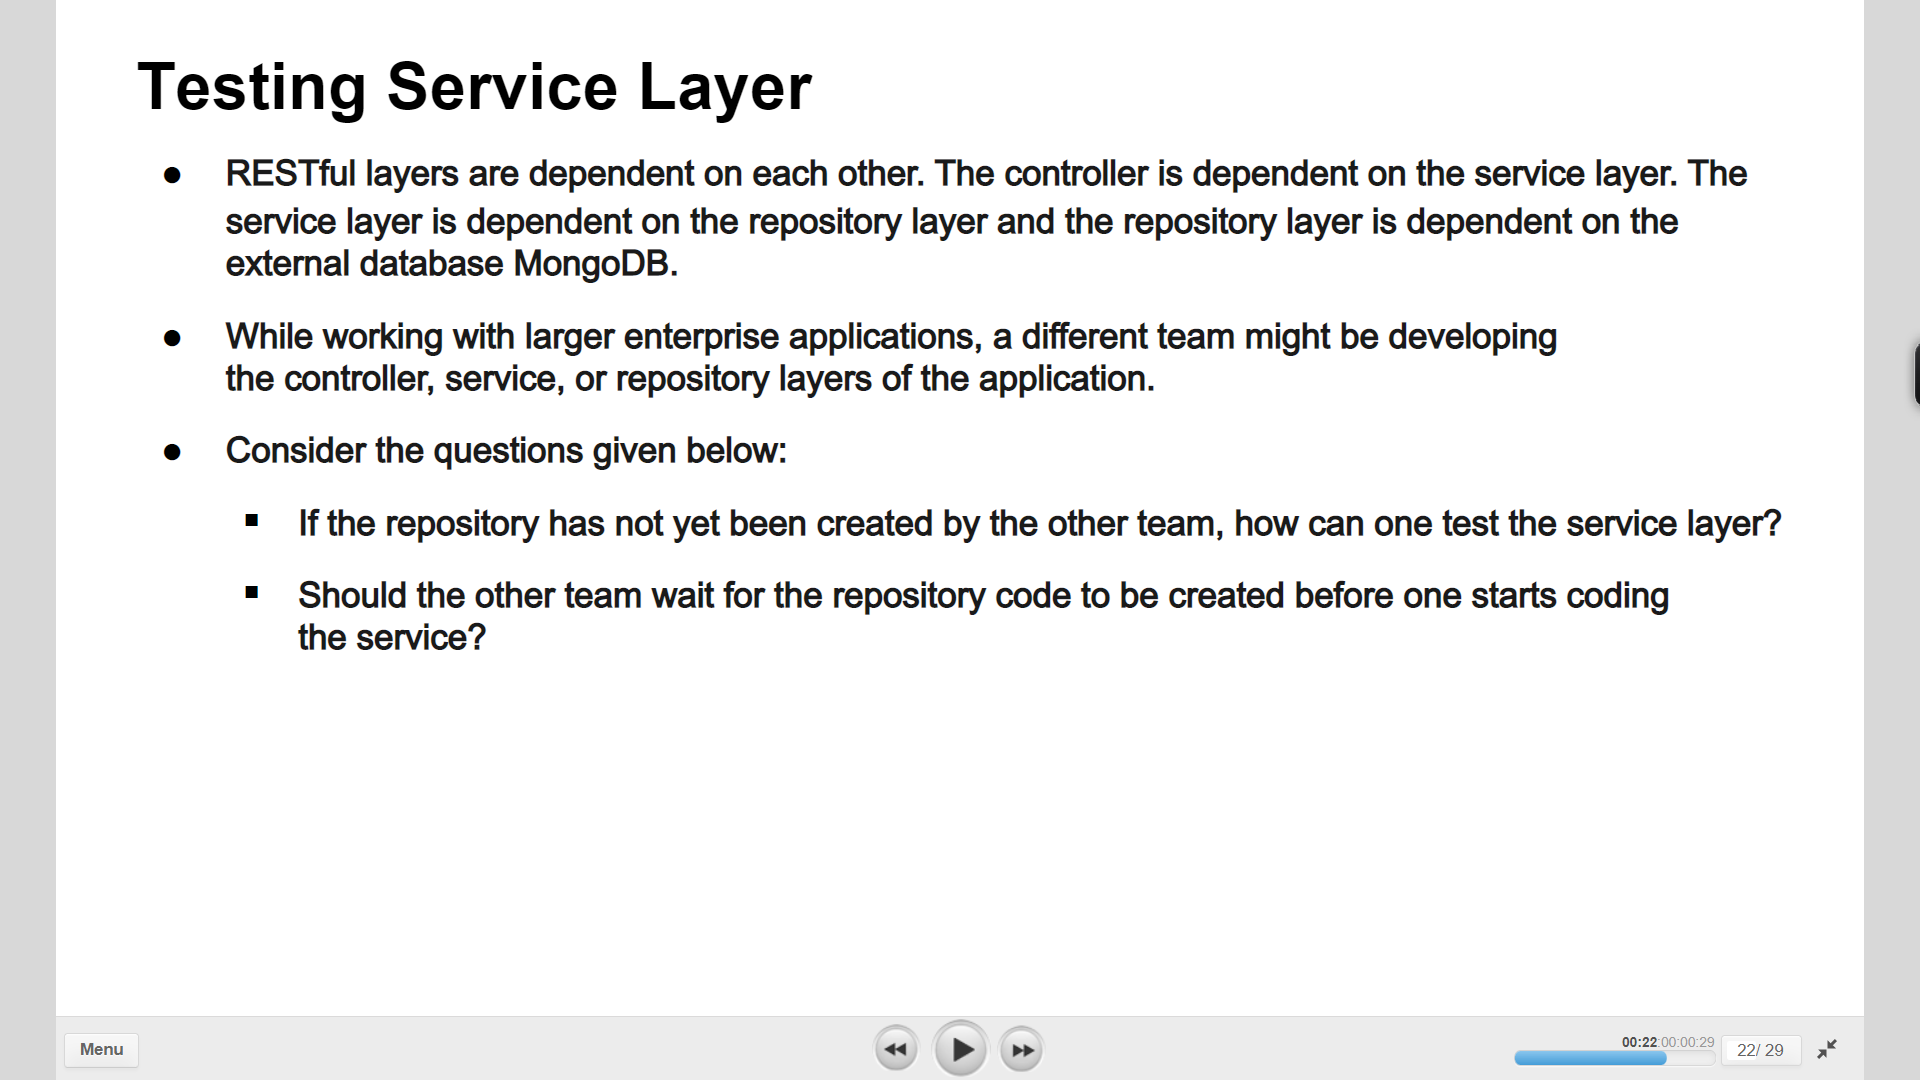 Testing Service Layer
● RESTful layers are dependent on each other. The controller is dependent on the service layer. The
service layer is dependent on the repository layer and the repository layer is dependent on the
external database MongoDB.
● While working with larger enterprise applications, a different team might be developing
the controller, service, or repository layers of the application.
● Consider the questions given below:
▪ If the repository has not yet been created by the other team, how can one test the service layer?
▪ Should the other team wait for the repository code to be created before one starts coding
the service?
Menu
00:22:00:00:29
22/ 29